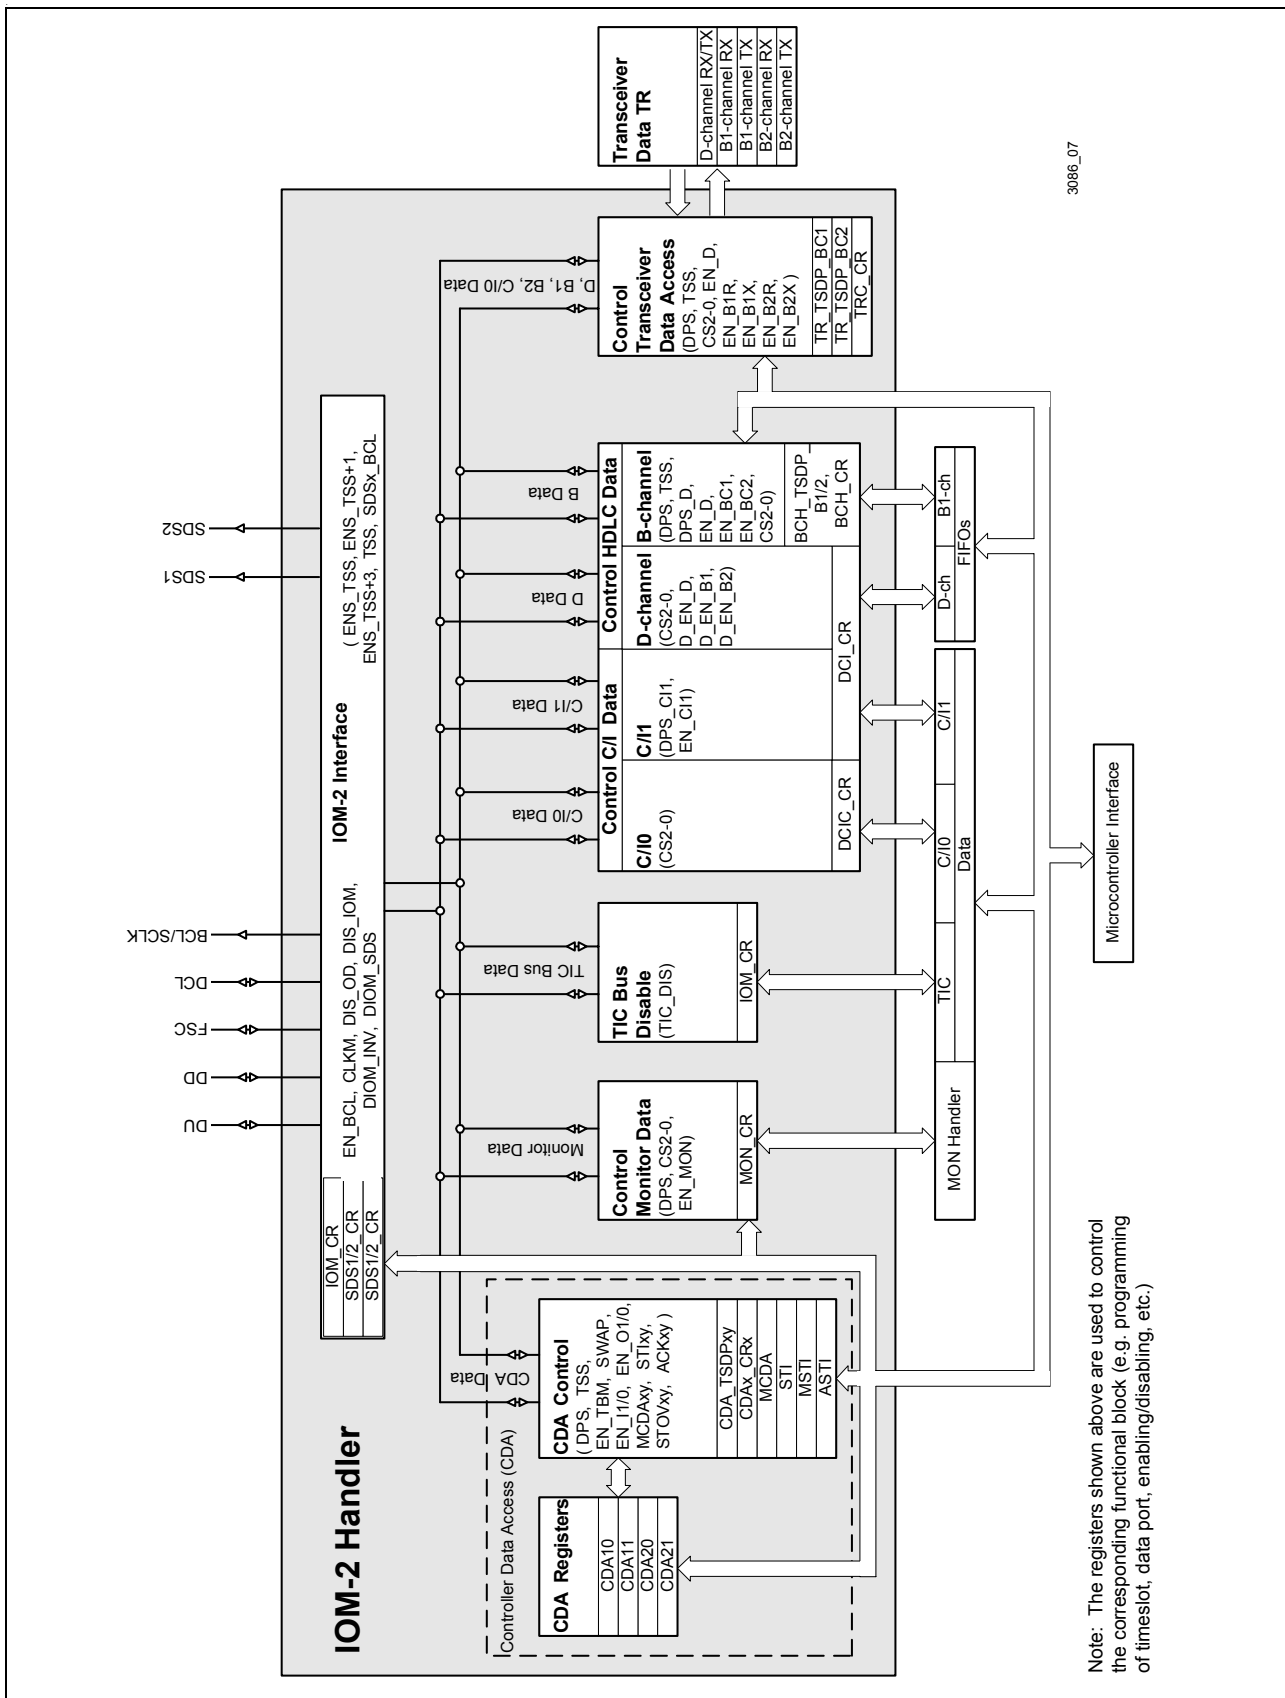 IOM-2 Handler
DU
DD
FSC
DCL
BCL/SCLK
SDS1
SDS2
IOM_CR
SDS1/2_CR
SDS1/2_CR
IOM-2 Interface
EN_BCL, CLKM, DIS_OD, DIS_IOM,
DIOM_INV, DIOM_SDS
( ENS_TSS, ENS_TSS+1,
ENS_TSS+3, TSS, SDSx_BCL
Controller Data Access (CDA)
CDA Data
Monitor Data
TIC Bus Data
C/I0 Data
C/I1 Data
D Data
B Data
D, B1, B2, C/I0 Data
CDA Registers
CDA10
CDA11
CDA20
CDA21
CDA Control
( DPS, TSS,
EN_TBM, SWAP,
EN_I1/0, EN_O1/0,
MCDAxy, STIxy,
STOVxy, ACKxy )
CDA_TSDPxy
CDAx_CRx
MCDA
STI
MSTI
ASTI
Control
Monitor Data
(DPS, CS2-0,
EN_MON)
MON_CR
TIC Bus
Disable
(TIC_DIS)
IOM_CR
Control C/I Data
C/I0
(CS2-0)
DCIC_CR
C/I1
(DPS_CI1,
EN_CI1)
Control HDLC Data
D-channel
(CS2-0,
D_EN_D,
D_EN_B1,
D_EN_B2)
DCI_CR
B-channel
(DPS, TSS,
DPS_D,
EN_D,
EN_BC1,
EN_BC2,
CS2-0)
BCH_TSDP_
B1/2,
BCH_CR
Control
Transceiver
Data Access
(DPS, TSS,
CS2-0, EN_D,
EN_B1R,
EN_B1X,
EN_B2R,
EN_B2X )
TR_TSDP_BC1
TR_TSDP_BC2
TRC_CR
Transceiver
Data TR
D-channel RX/TX
B1-channel RX
B1-channel TX
B2-channel RX
B2-channel TX
MON Handler
TIC
C/I0
C/I1
Data
D-ch
B1-ch
FIFOs
Microcontroller Interface
Note: The registers shown above are used to control
the corresponding functional block (e.g. programming
of timeslot, data port, enabling/disabling, etc.)
3086_07